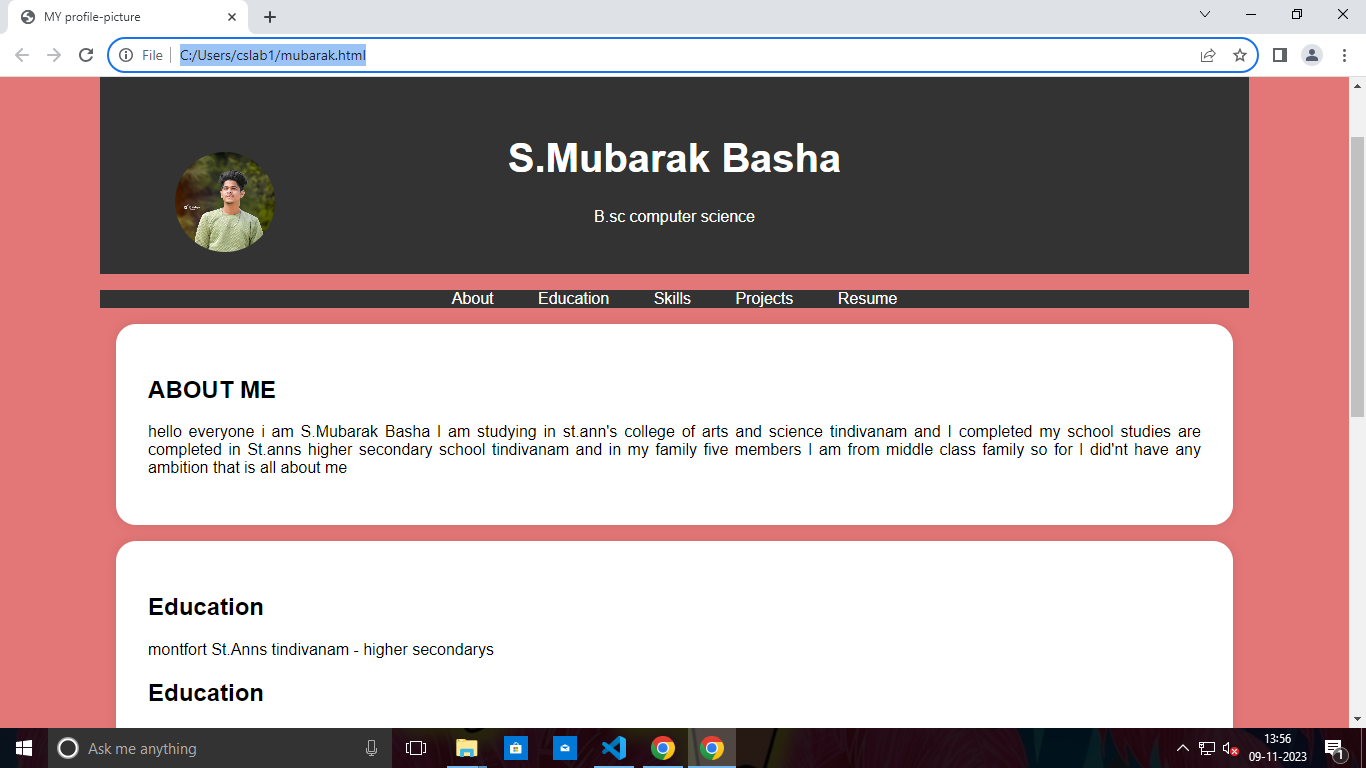 MY profile-picture
File
C:/Users/cslab1/mubarak.html
S.Mubarak Basha
B.sc computer science
About Education Skills Projects Resume
ABOUT ME
hello everyone i am S.Mubarak Basha I am studying in st.ann's college of arts and science tindivanam and I completed my school studies are
completed in St.anns higher secondary school tindivanam and in my family five members I am from middle class family so for I did'nt have any
ambition that is all about me
Education
montfort St.Anns tindivanam - higher secondarys
Education
Ask me anything
13:56
09-11-2023
1